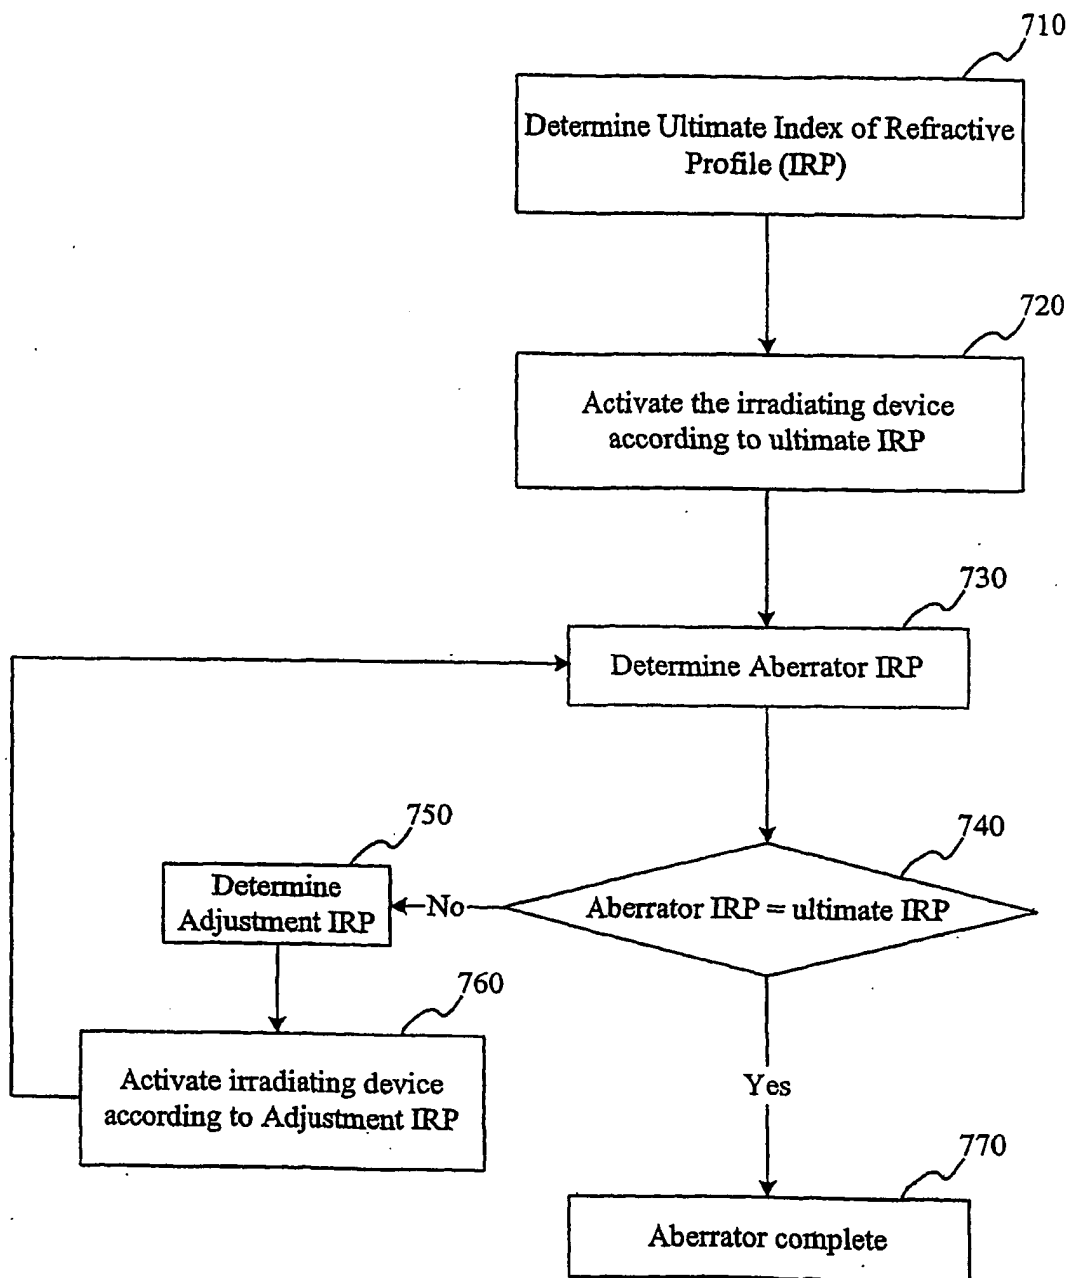 710
Determine Ultimate Index of Refractive
Profile (IRP)
720
Activate the irradiating device
according to ultimate IRP
730
Determine Aberrator IRP
740
Aberrator IRP = ultimate IRP
No
750
Determine
Adjustment IRP
760
Activate irradiating device
according to Adjustment IRP
Yes
770
Aberrator complete